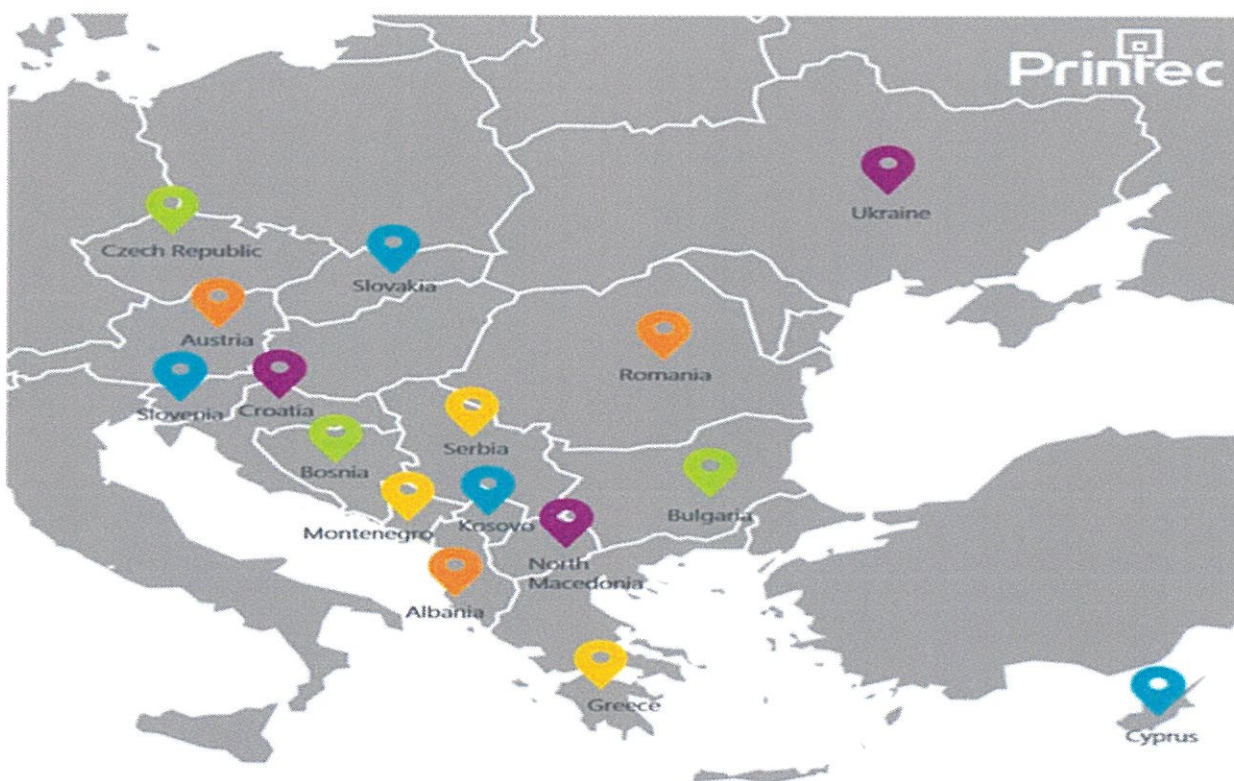 Printec
Ukraine
Czech Republic
Slovakia
Austria
Romania
Slovenia
Croatia
Serbia
Bosnia
Bulgaria
Montenegro
Kosovo
North
Macedonia
Albania
Greece
Cyprus